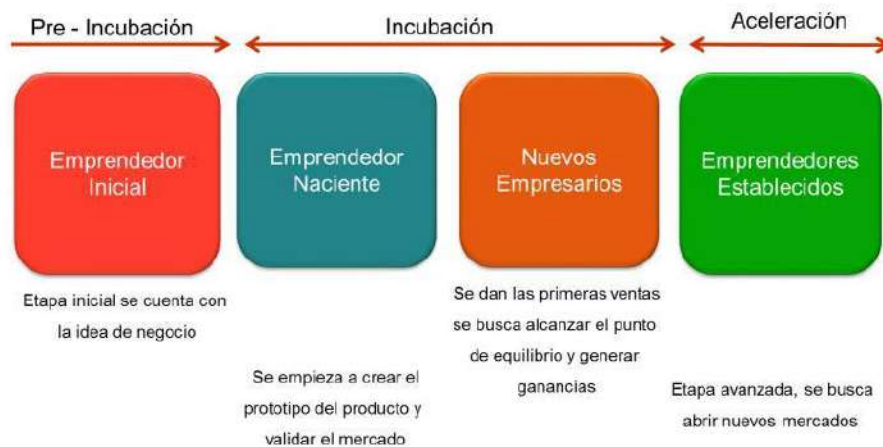 Pre - Incubación
Incubación
Aceleración
Emprendedor
Inicial
Emprendedor
Naciente
Nuevos
Empresarios
Emprendedores
Establecidos
Etapa inicial se cuenta con
la idea de negocio
Se empieza a crear el
prototipo del producto y
validar el mercado
Se dan las primeras ventas
se busca alcanzar el punto
de equilibrio y generar
ganancias
Etapa avanzada, se busca
abrir nuevos mercados